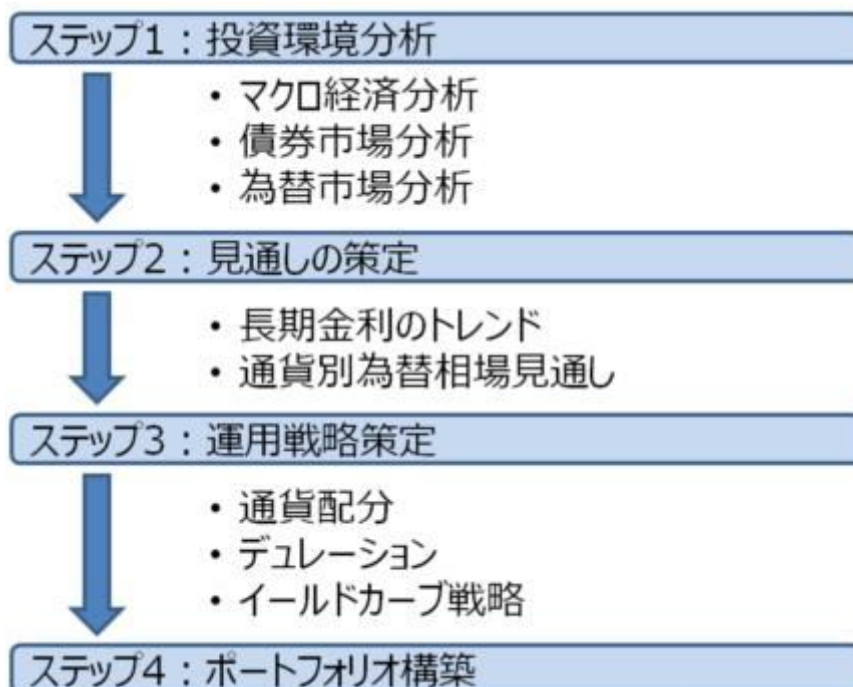 ステップ1：投資環境分析
・マクロ経済分析
・債券市場分析
・為替市場分析
ステップ2：見通しの策定
・長期金利のトレンド
・通貨別為替相場見通し
ステップ3：運用戦略策定
・通貨配分
・デュレーション
・イールドカーブ戦略
ステップ4：ポートフォリオ構築